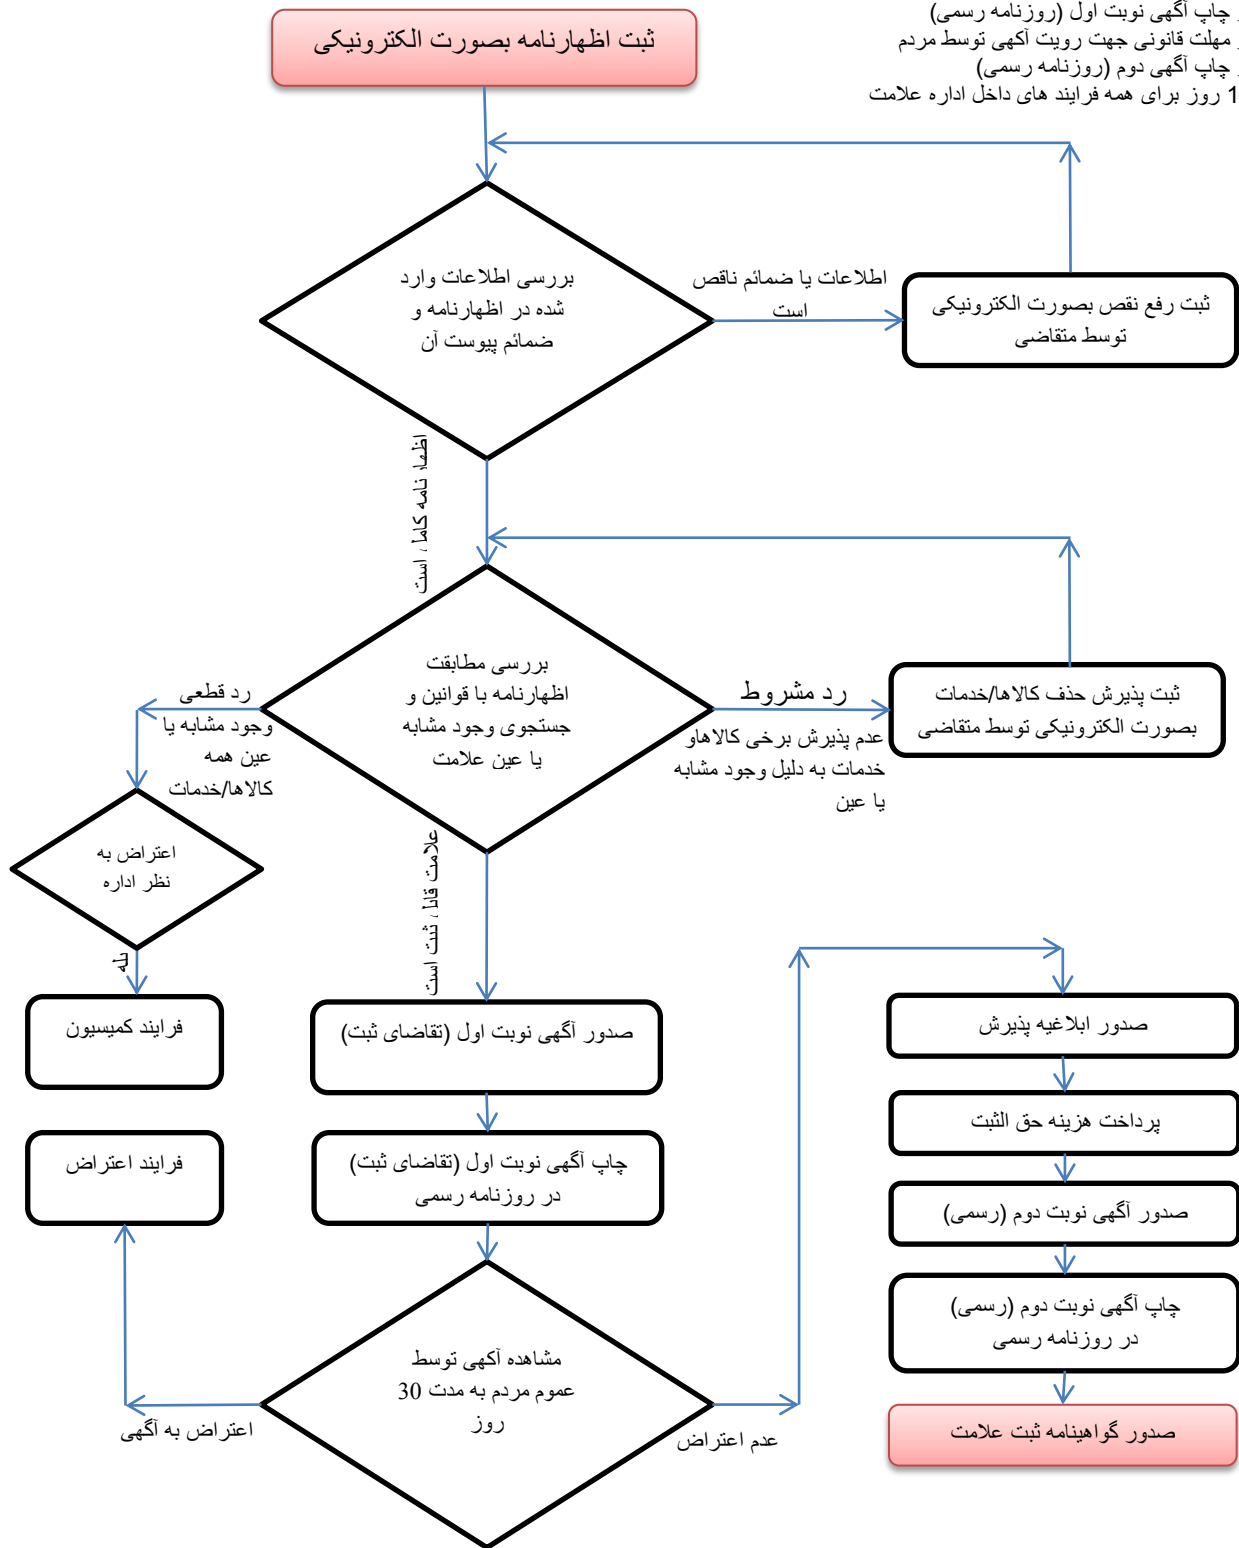 چاپ آگهی نوبت اول (روزنامه رسمی)
مهلت قانونی جهت رویت آکهی توسط مردم
چاپ آگهی دوم (روزنامه رسمی)
روز برای همه فرایند های داخل اداره علامت
ثبت اظهارنامه بصورت الکترونیکی
بررسی اطلاعات وارد
شده در اظهارنامه و
ضمائم پیوست آن
اطلاعات یا ضمائم ناقص
است
ثبت رفع نقص بصورت الکترونیکی
توسط متقاضی
اظهار نامه کامل است
بررسی مطابقت
اظهارنامه با قوانین و
جستجوی وجود مشابه
یا عین علامت
رد مشروط
عدم پذیرش برخی کالاهاو
خدمات به دلیل وجود مشابه
یا عین
ثبت پذیرش حذف کالاها/خدمات
بصورت الکترونیکی توسط متقاضی
رد قطعی
وجود مشابه یا
عین همه
کالاها/خدمات
اعتراض به
نظر اداره
بله
فرایند کمیسیون
علامت قابل ثبت است
صدور آگهی نوبت اول (تقاضای ثبت)
چاپ آگهی نوبت اول (تقاضای ثبت)
در روزنامه رسمی
فرایند اعتراض
مشاهده آکهی توسط
عموم مردم به مدت 30
روز
اعتراض به آگهی
عدم اعتراض
صدور ابلاغیه پذیرش
پرداخت هزینه حق الثبت
صدور آگهی نوبت دوم (رسمی)
چاپ آگهی نوبت دوم (رسمی)
در روزنامه رسمی
صدور گواهینامه ثبت علامت